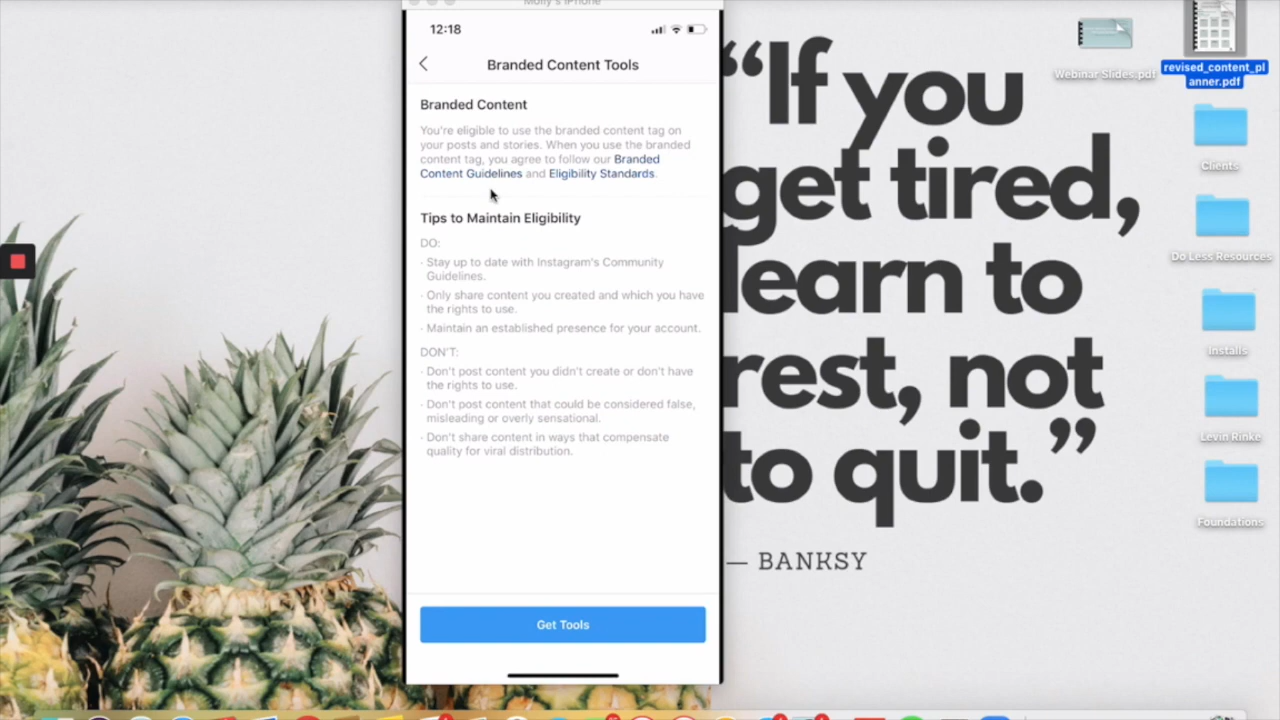 Molly's iPhone
12:18
Branded Content Tools
Branded Content
You're eligible to use the branded content tag on
your posts and stories. When you use the branded
content tag, you agree to follow our Branded
Content Guidelines and Eligibility Standards.
Tips to Maintain Eligibility
DO:
· Stay up to date with Instagram's Community
Guidelines.
· Only share content you created and which you have
the rights to use.
· Maintain an established presence for your account.
DON'T:
· Don't post content you didn't create or don't have
the rights to use.
· Don't post content that could be considered false,
misleading or overly sensational.
· Don't share content in ways that compensate
quality for viral distribution.
Get Tools
“If you
get tired,
learn to
rest, not
to quit.”
— BANKSY
Webinar Slides.pdf
revised_content_pl
anner.pdf
Clients
Do Less Resources
Installs
Levin Rinke
Foundations